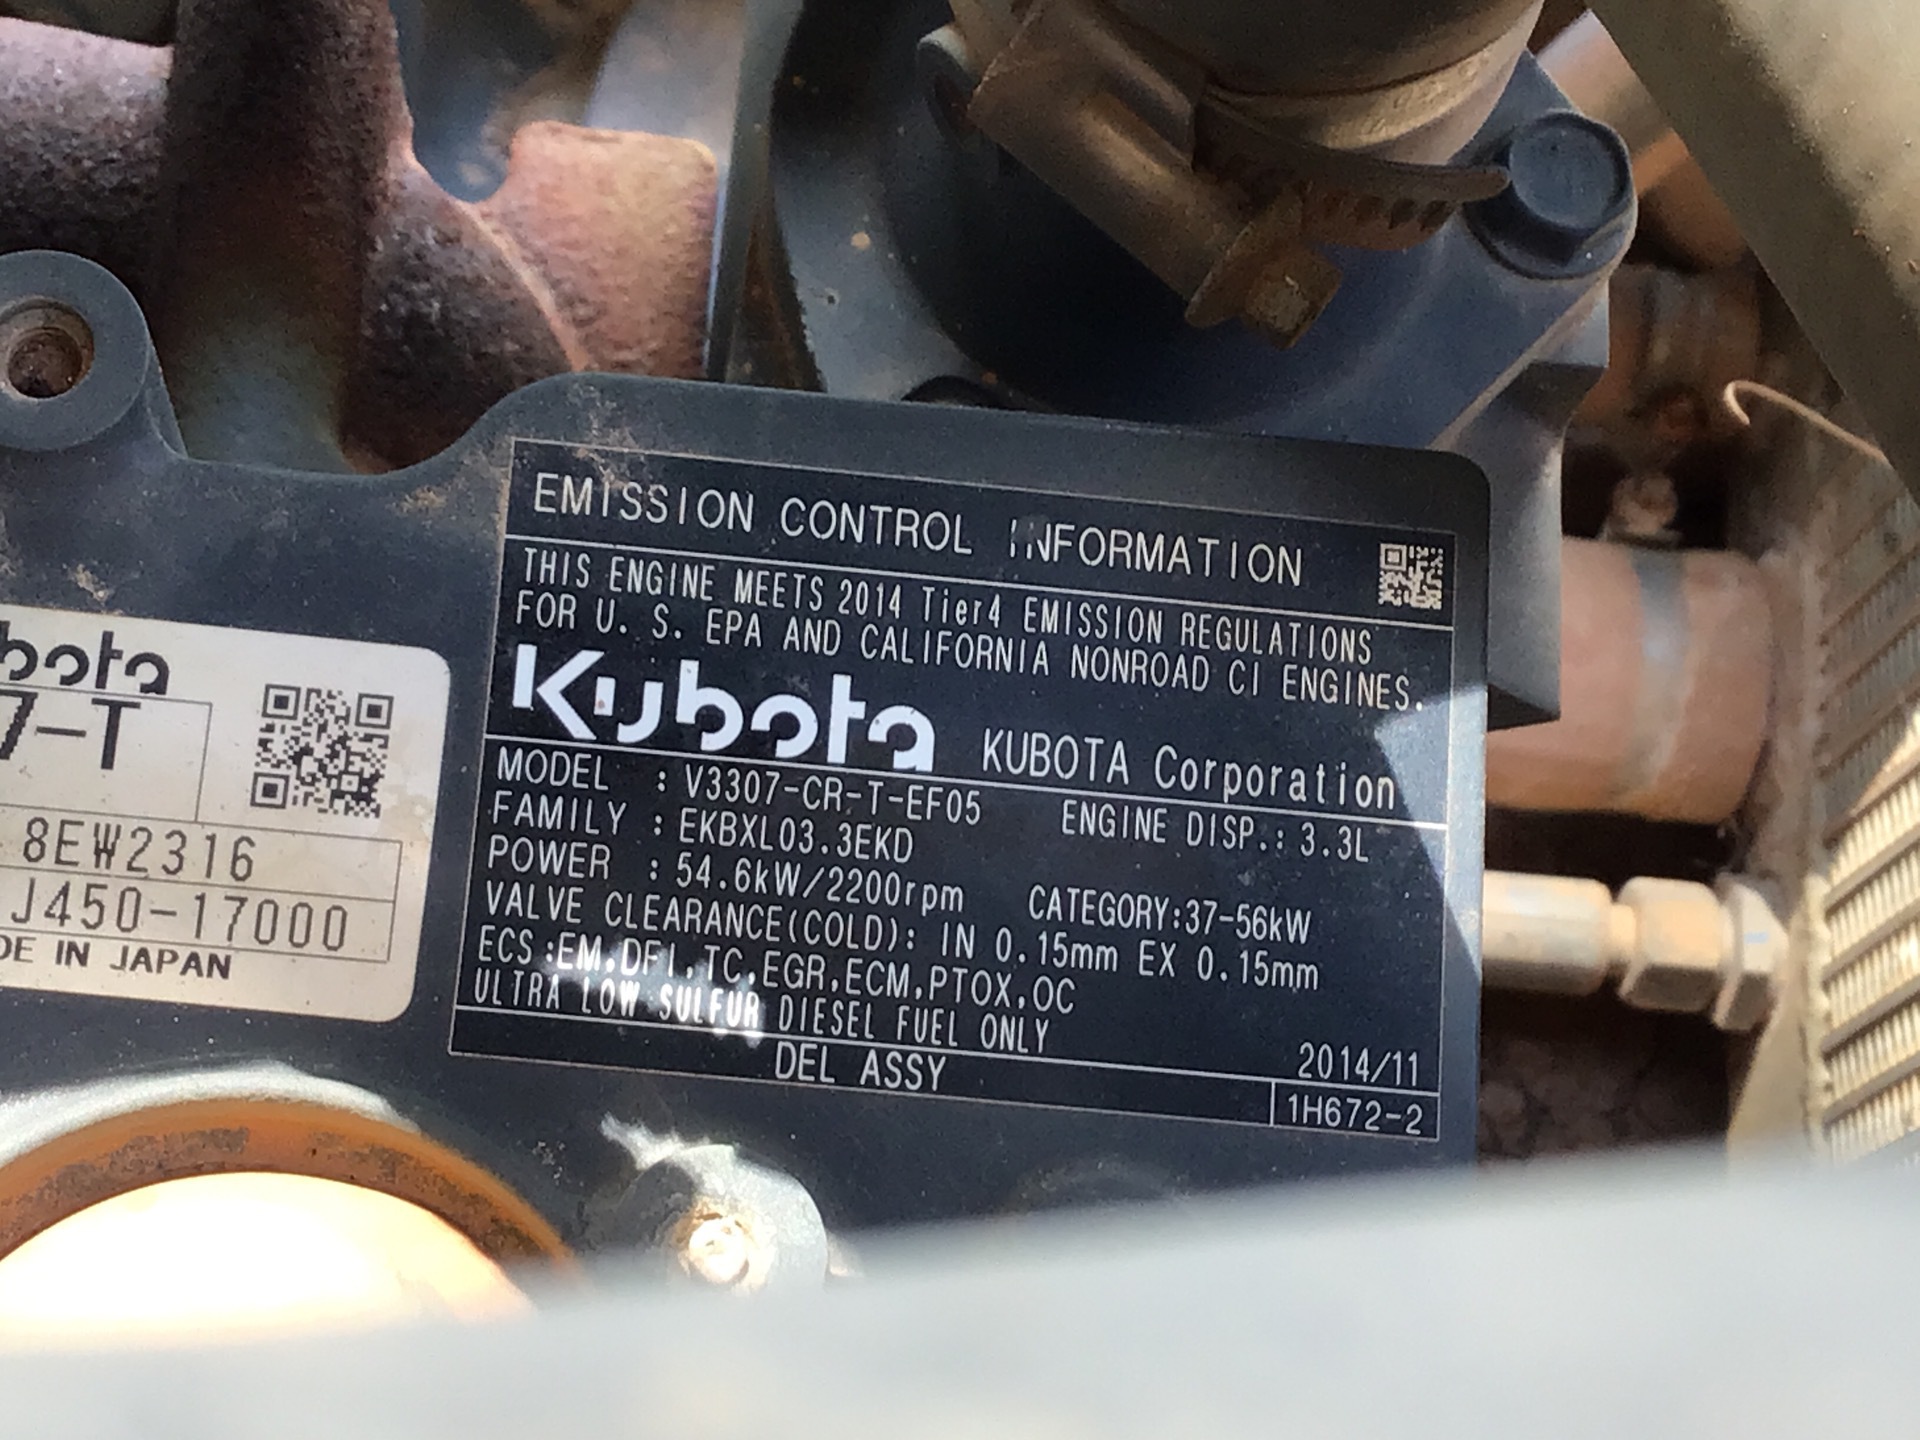 EMISSION CONTROL INFORMATION
THIS ENGINE MEETS 2014 Tier4 EMISSION REGULATIONS
FOR U. S. EPA AND CALIFORNIA NONROAD CI ENGINES.
Kubota KUBOTA Corporation
MODEL : V3307-CR-T-EF05 ENGINE DISP.: 3.3L
FAMILY : EKBXL03.3EKD
POWER : 54.6kW/2200rpm CATEGORY:37-56kW
VALVE CLEARANCE(COLD): IN 0.15mm EX 0.15mm
ECS :EM,DFI,TC,EGR,ECM,PTOX,OC
ULTRA LOW SULFUR DIESEL FUEL ONLY
2014/11
DEL ASSY
1H672-2
bota
7-T
8EW2316
J450-17000
DE IN JAPAN